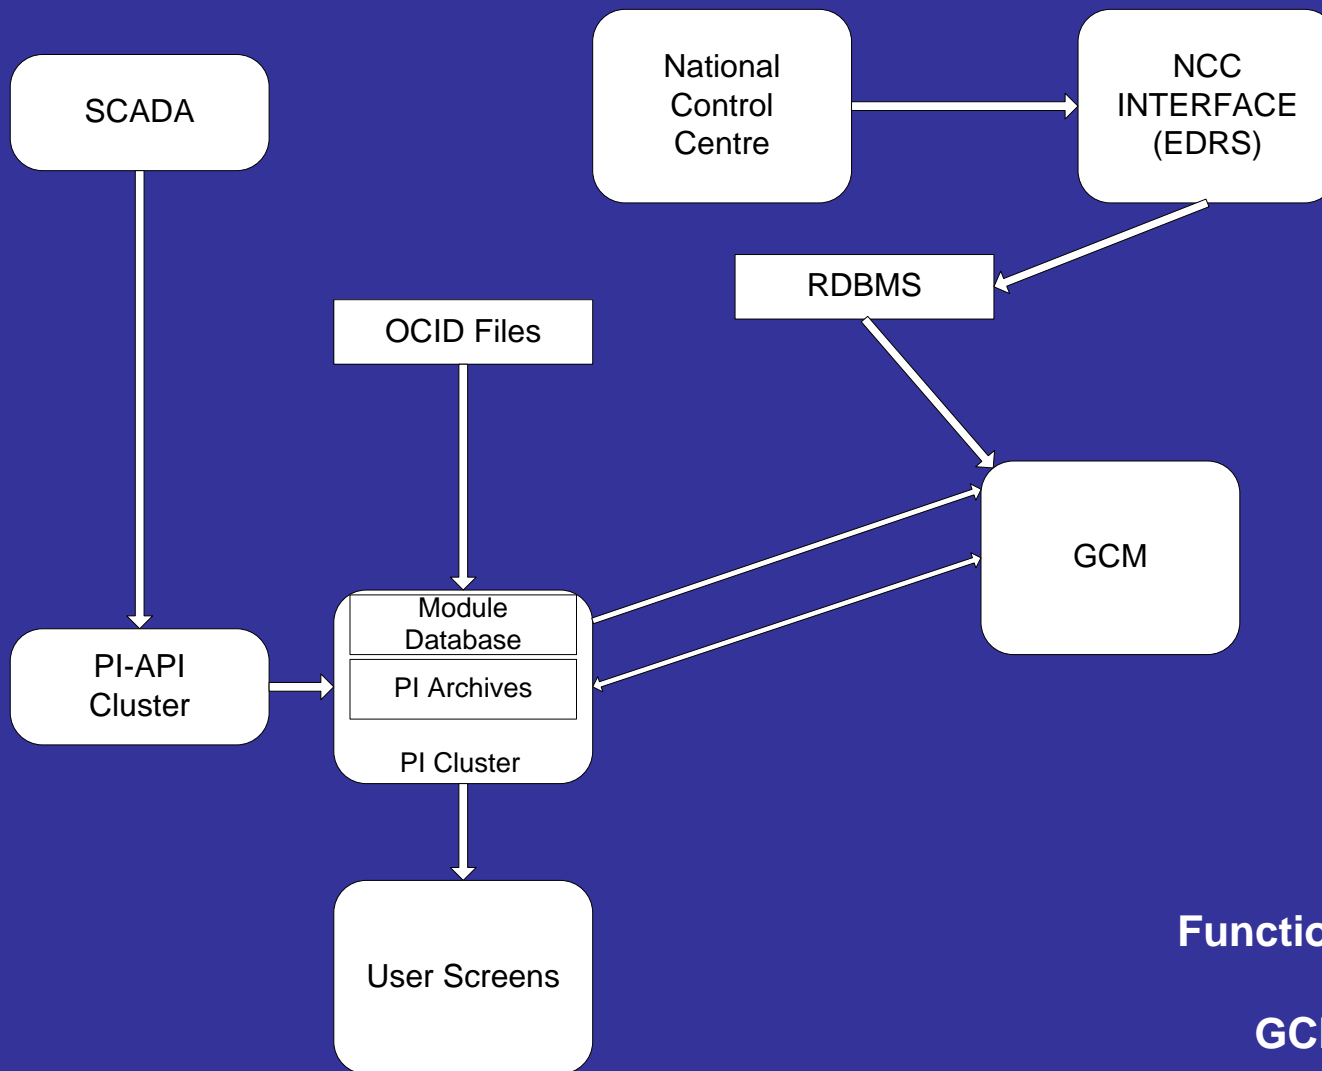 SCADA
National
Control
Centre
NCC
INTERFACE
(EDRS)
RDBMS
OCID Files
GCM
Module
Database
PI Archives
PI Cluster
PI-API
Cluster
User Screens